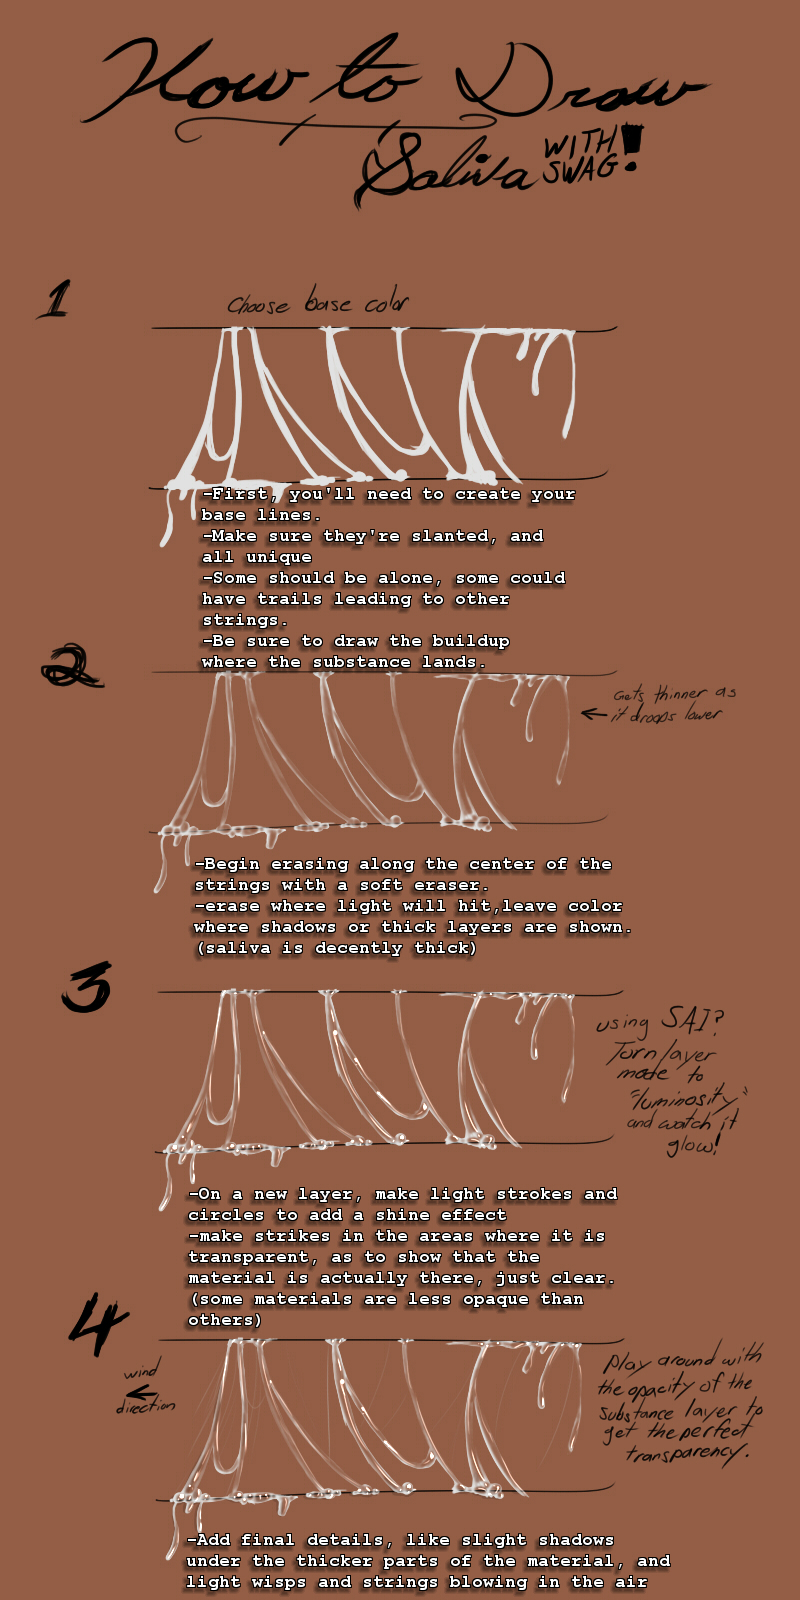 How to Draw
Saliva WITH
SWAG!
1
Choose base color
-First, you'll need to create your
base lines.
-Make sure they're slanted, and
all unique
-Some should be alone, some could
have trails leading to other
strings.
-Be sure to draw the buildup
where the substance lands.
2
Gets thinner as
it droops lower
-Begin erasing along the center of the
strings with a soft eraser.
-erase where light will hit,leave color
where shadows or thick layers are shown.
(saliva is decently thick)
3
using SAI?
Turn layer
mode to
"luminosity"
and watch it
glow!
-On a new layer, make light strokes and
circles to add a shine effect
-make strikes in the areas where it is
transparent, as to show that the
material is actually there, just clear.
(some materials are less opaque than
others)
4
wind
direction
Play around with
the opacity of the
substance layer to
get the perfect
transparency.
-Add final details, like slight shadows
under the thicker parts of the material, and
light wisps and strings blowing in the air